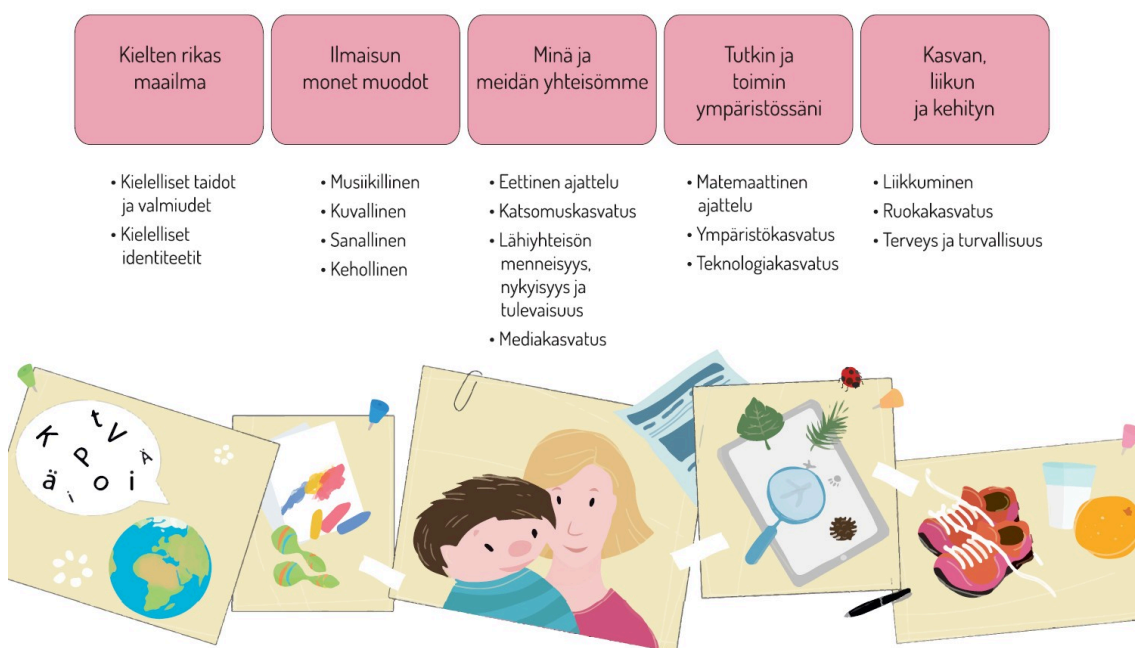 Kielten rikas
maailma
Ilmaisun
monet muodot
Minä ja
meidän yhteisömme
Tutkin ja
toimin
ympäristössäni
Kasvan,
liikun
ja kehityn
• Kielelliset taidot
ja valmiudet
• Kielelliset
identiteetit
• Musiikillinen
• Kuvallinen
• Sanallinen
• Kehollinen
• Eettinen ajattelu
• Katsomuskasvatus
• Lähiyhteisön
menneisyys,
nykyisyys ja
tulevaisuus
• Mediakasvatus
• Matemaattinen
ajattelu
• Ympäristökasvatus
• Teknologiakasvatus
• Liikkuminen
• Ruokakasvatus
• Terveys ja turvallisuus
K P t V
ä i o i Ä